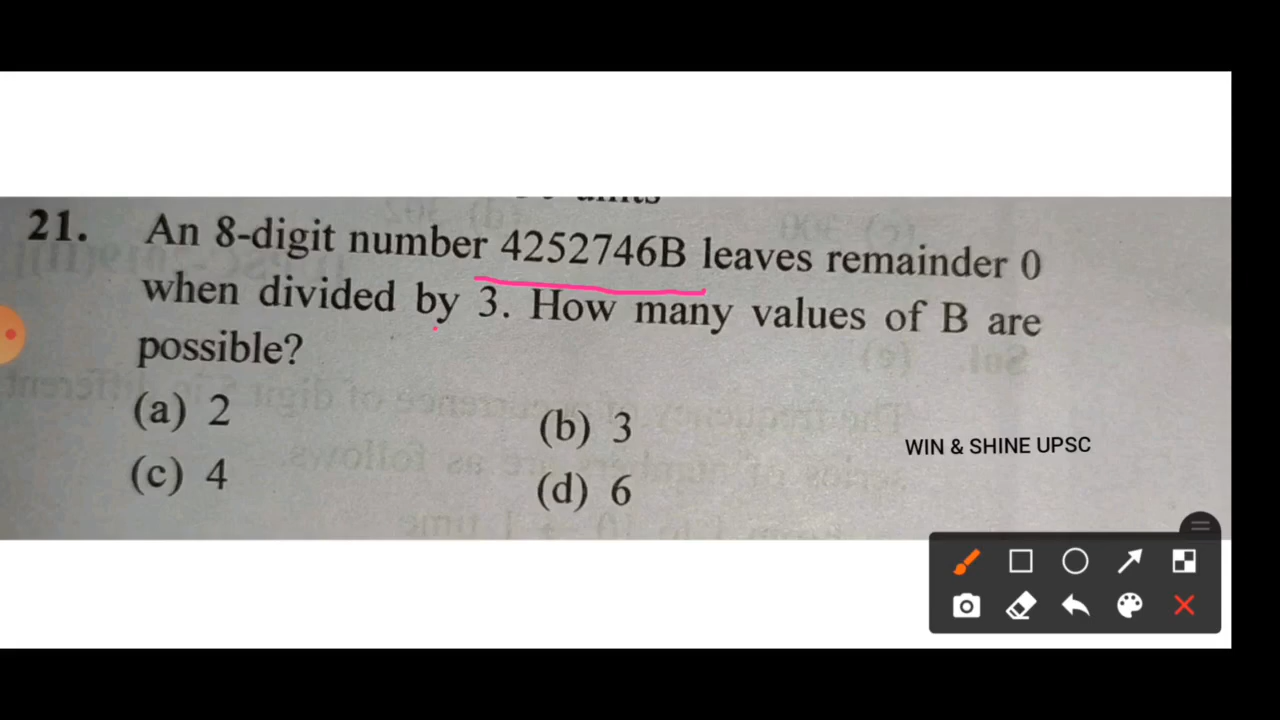 21. An 8-digit number 4252746B leaves remainder 0
when divided by 3. How many values of B are
possible?
(a) 2 (b) 3
(c) 4 (d) 6
WIN & SHINE UPSC